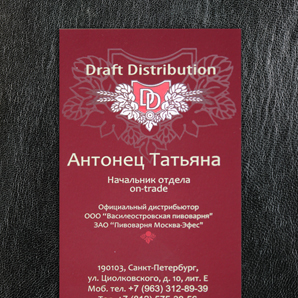 Draft Distribution
DD
Антонец Татьяна
Начальник отдела
on-trade
Официальный дистрибьютор
ООО "Василеостровская пивоварня"
ЗАО "Пивоварня Москва-Эфес"
190103, Санкт-Петербург,
ул. Циолковского, д. 10, лит. Е
Моб. тел. +7 (963) 312-89-39